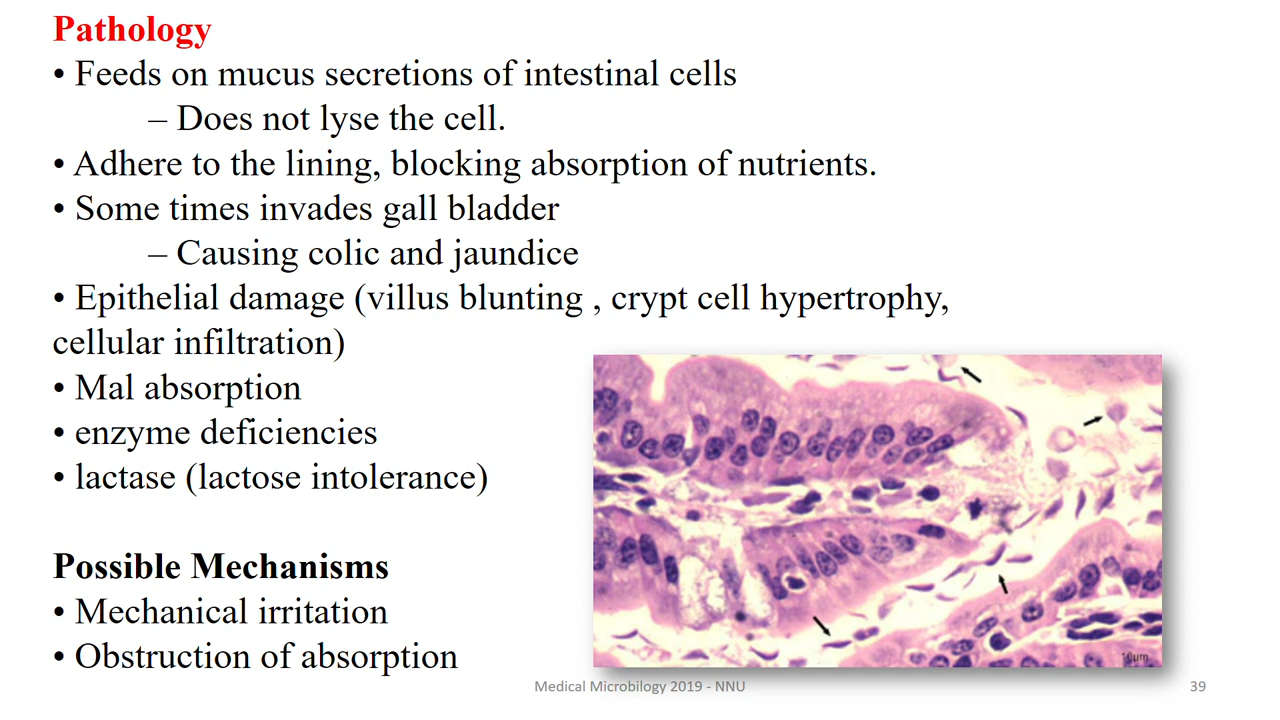 Pathology
• Feeds on mucus secretions of intestinal cells
– Does not lyse the cell.
• Adhere to the lining, blocking absorption of nutrients.
• Some times invades gall bladder
– Causing colic and jaundice
• Epithelial damage (villus blunting , crypt cell hypertrophy,
cellular infiltration)
• Mal absorption
• enzyme deficiencies
• lactase (lactose intolerance)
Possible Mechanisms
• Mechanical irritation
• Obstruction of absorption
10μm
Medical Microbilogy 2019 - NNU
39